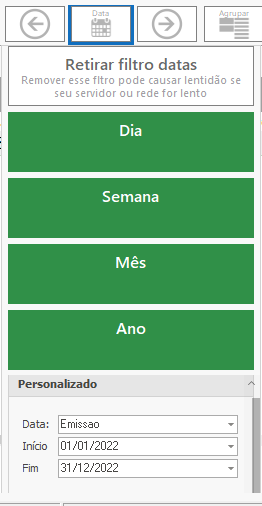 Data
Agrupar
Retirar filtro datas
Remover esse fltro pode causar lentidão se
seu servidor ou rede for lento
Dia
Semana
Mês
Ano
Personalizado
Data: Emissao
Início 01/01/2022
Fim 31/12/2022